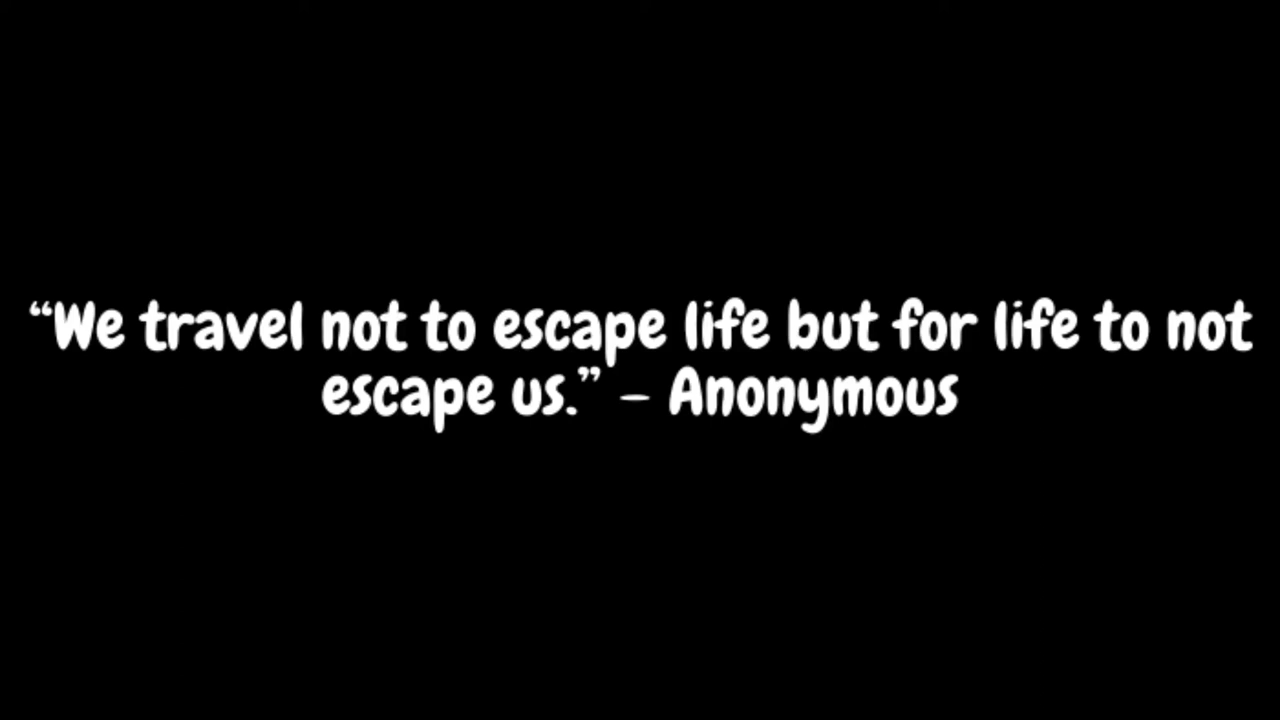 “We travel not to escape life but for life to not
escape us.” – Anonymous